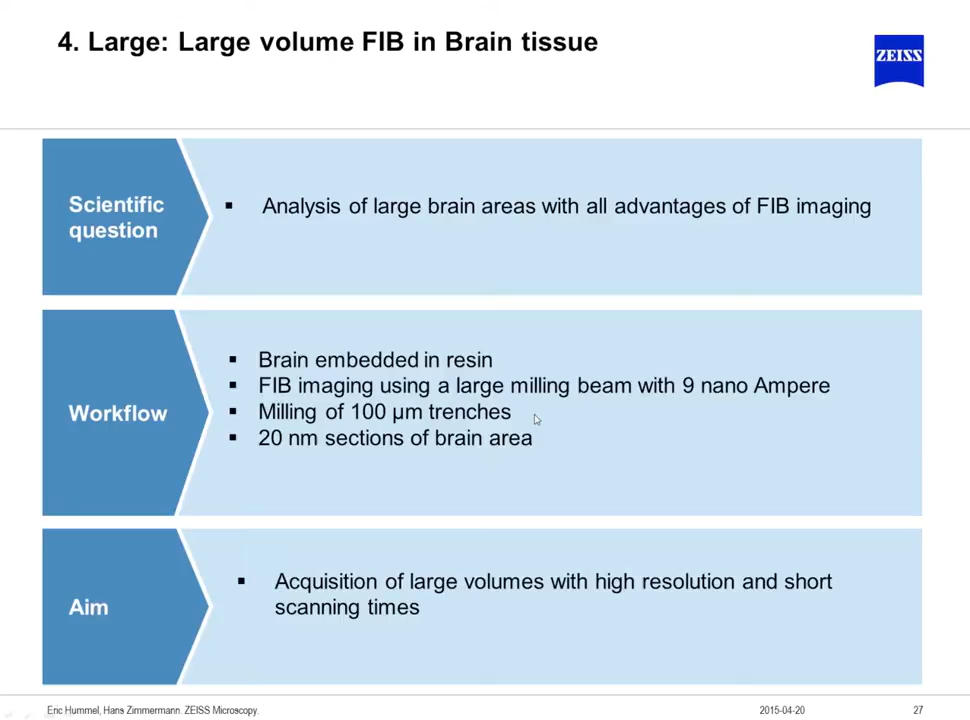 4. Large: Large volume FIB in Brain tissue
ZEISS
Scientific
question
▪ Analysis of large brain areas with all advantages of FIB imaging
Workflow
▪ Brain embedded in resin
▪ FIB imaging using a large milling beam with 9 nano Ampere
▪ Milling of 100 µm trenches
▪ 20 nm sections of brain area
Aim
▪ Acquisition of large volumes with high resolution and short
scanning times
Eric Hummel, Hans Zimmermann. ZEISS Microscopy.
2015-04-20
27